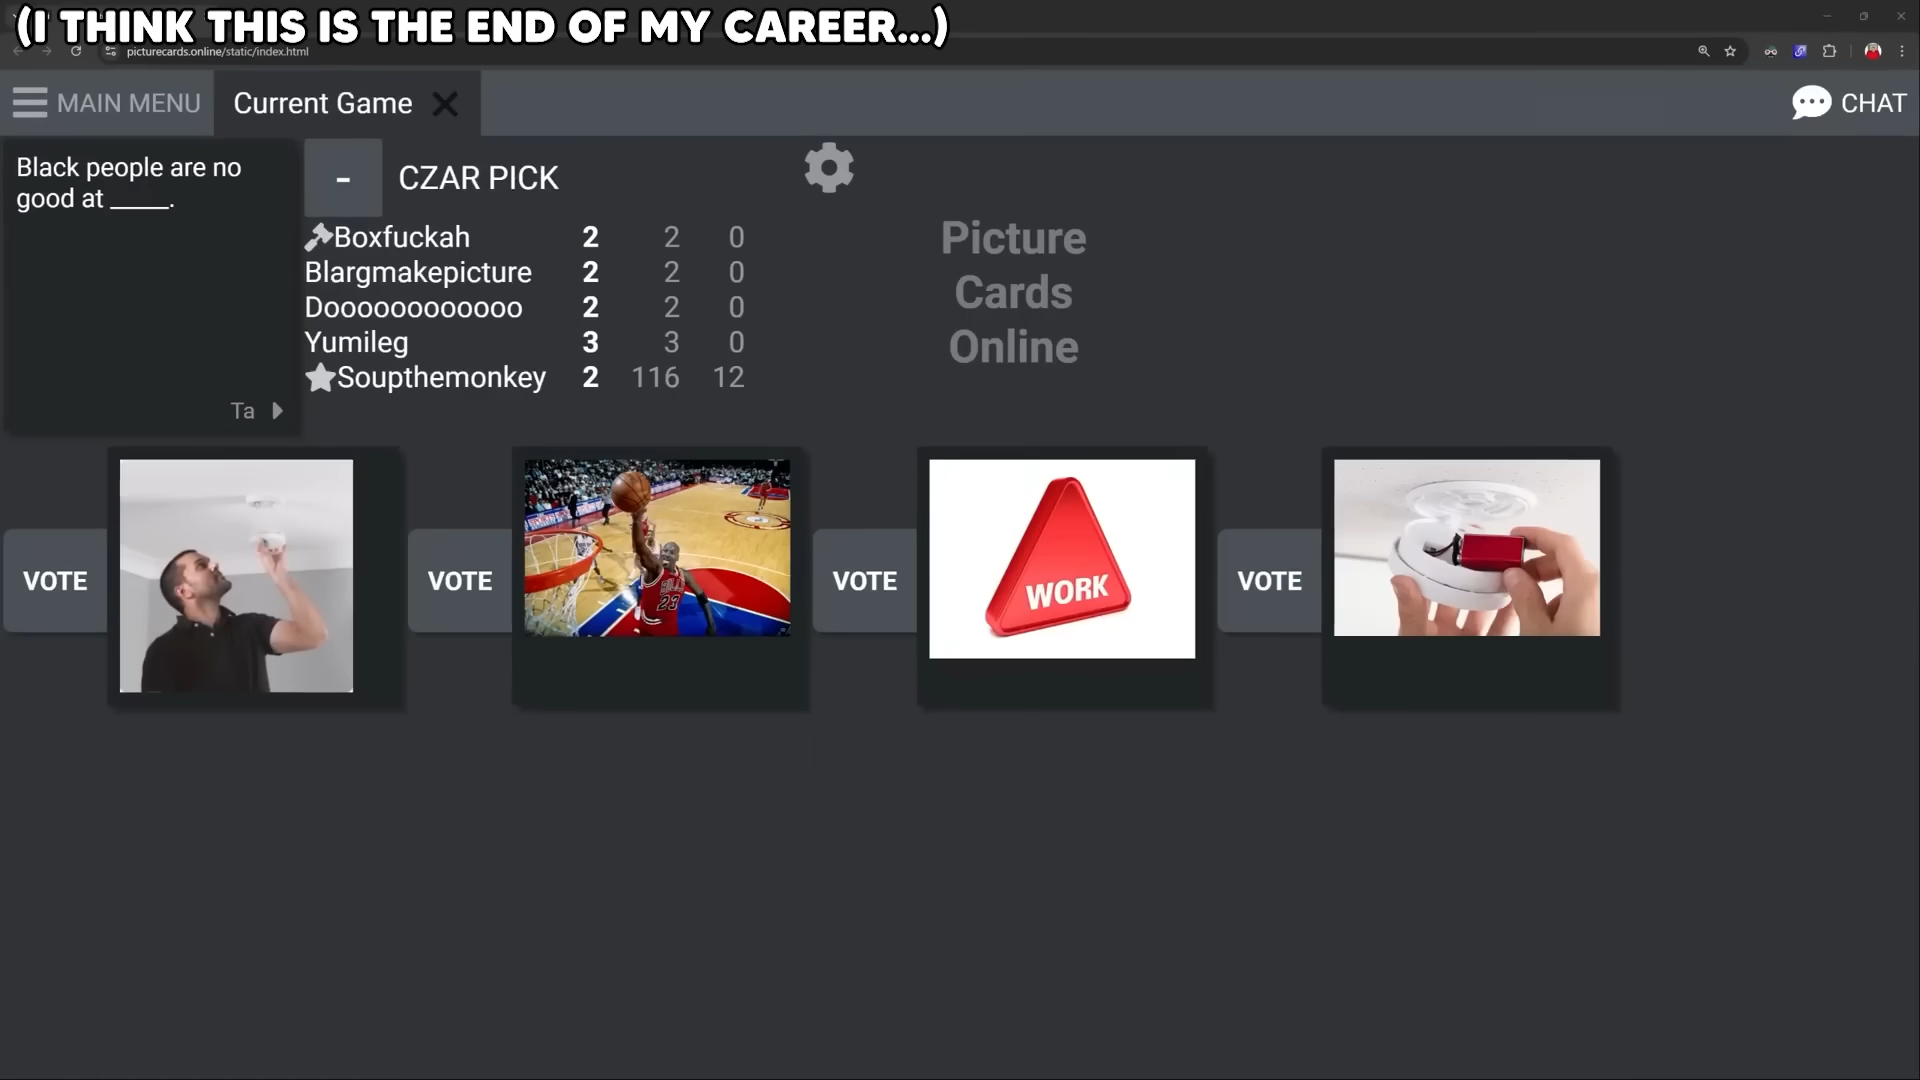 (I THINK THIS IS THE END OF MY CAREER...)
picturecards.online/static/index.html
MAIN MENU
Current Game
CHAT
Black people are no
good at _____.
Ta
-
CZAR PICK
Boxfuckah 2 2 0
Blargmakepicture 2 2 0
Doooooooooooo 2 2 0
Yumileg 3 3 0
Soupthemonkey 2 116 12
Picture
Cards
Online
VOTE
VOTE
BULLS
23
VOTE
WORK
VOTE